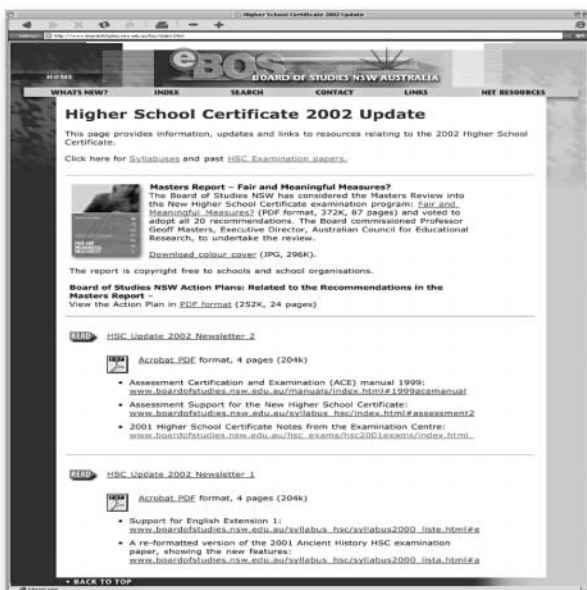 Higher School Certificate 2002 Update
eBOS
HOME
BOARD OF STUDIES NSW AUSTRALIA
WHATS NEW? INDEX SEARCH CONTACT LINKS NET RESOURCES
Higher School Certificate 2002 Update
This page provides information, updates and links to resources relating to the 2002 Higher School
Certificate.
Click here for Syllabuses and past HSC Examination papers.
Masters Report – Fair and Meaningful Measures?
The Board of Studies NSW has considered the Masters Review into
the New Higher School Certificate examination program: Fair and
Meaningful Measures? (PDF format, 372K, 87 pages) and voted to
adopt all 20 recommendations. The Board commissioned Professor
Geoff Masters, Executive Director, Australian Council for Educational
Research, to undertake the review.
Download colour cover (JPG, 296K).
FAIR AND
MEANINGFUL
MEASURES
The report is copyright free to schools and school organisations.
Board of Studies NSW Action Plans: Related to the Recommendations in the
Masters Report –
View the Action Plan in PDF format (252K, 24 pages)
READ HSC Update 2002 Newsletter 2
Acrobat PDF format, 4 pages (204k)
• Assessment Certification and Examination (ACE) manual 1999:
www.boardofstudies.nsw.edu.au/manuals/index.html#1999acemanual
• Assessment Support for the New Higher School Certificate:
www.boardofstudies.nsw.edu.au/syllabus_hsc/index.html#assessment2
• 2001 Higher School Certificate Notes from the Examination Centre:
www.boardofstudies.nsw.edu.au/hsc_exams/hsc2001exams/index.html
READ HSC Update 2002 Newsletter 1
Acrobat PDF format, 4 pages (204k)
• Support for English Extension 1:
www.boardofstudies.nsw.edu.au/syllabus_hsc/syllabus2000_liste.html#e
• A re-formatted version of the 2001 Ancient History HSC examination
paper, showing the new features:
www.boardofstudies.nsw.edu.au/syllabus_hsc/syllabus2000_lista.html#a
• BACK TO TOP